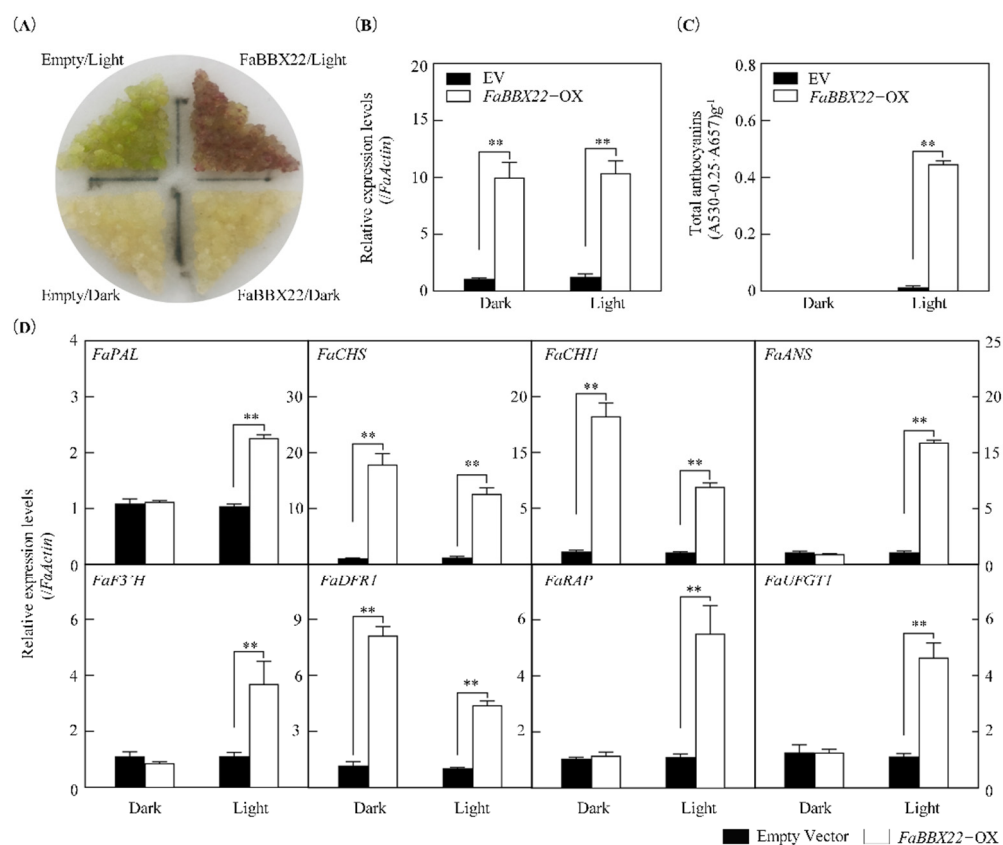 (A)
Empty/Light
FaBBX22/Light
Empty/Dark
FaBBX22/Dark
(B)
Relative expression levels
(/FaActin)
20
15
10
5
0
EV
FaBBX22-OX
**
**
Dark
Light
(C)
Total anthocyanins
(A530-0.25·A657)g-1
0.8
0.6
0.4
0.2
0
EV
FaBBX22-OX
**
Dark
Light
(D)
Relative expression levels
(/FaActin)
4
3
2
1
0
FaPAL
**
FaCHS
30
20
10
**
**
FaCHI1
20
15
5
**
**
FaANS
25
20
15
10
5
0
**
FaF3´H
6
4
2
0
**
FaDFR1
9
6
3
**
**
FaRAP
6
4
2
**
FaUFGT1
8
6
4
2
0
**
Dark
Light
Dark
Light
Dark
Light
Dark
Light
Empty Vector
FaBBX22-OX